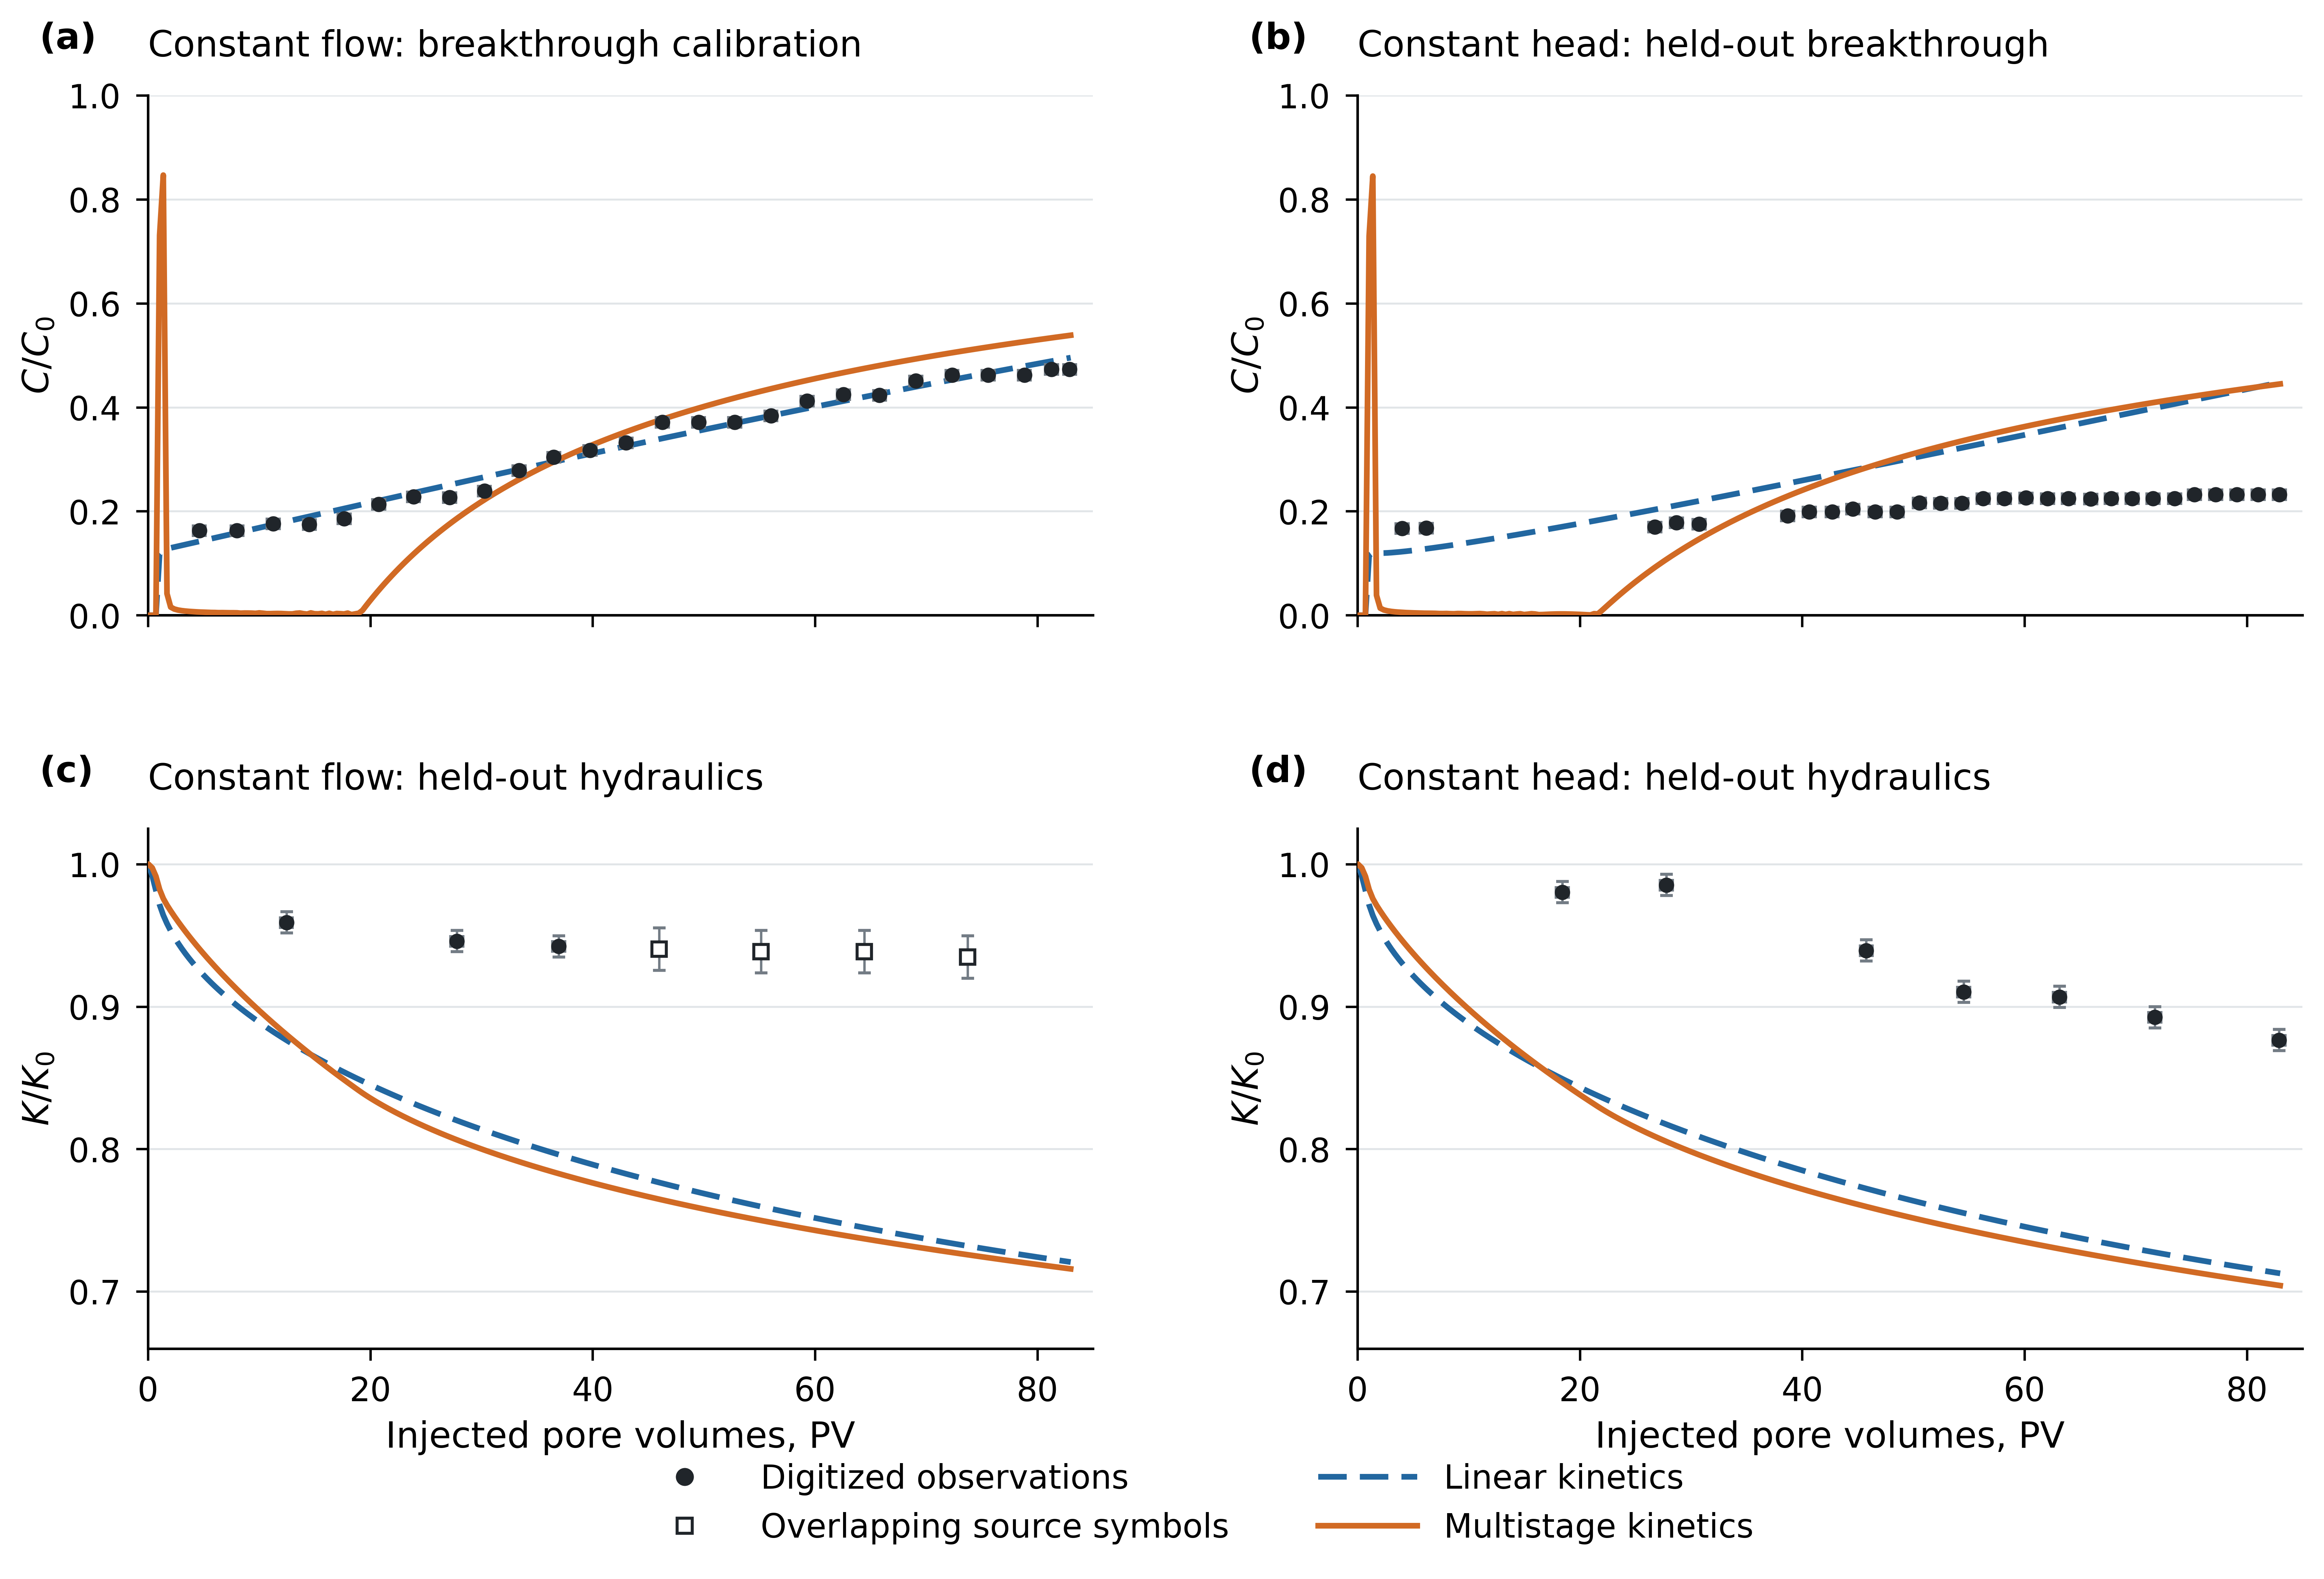 (a) Constant flow: breakthrough calibration
1.0
0.8
0.6
0.4
0.2
0.0
C/C0
(b) Constant head: held-out breakthrough
1.0
0.8
0.6
0.4
0.2
0.0
C/C0
(c) Constant flow: held-out hydraulics
1.0
0.9
0.8
0.7
K/K0
0 20 40 60 80
Injected pore volumes, PV
(d) Constant head: held-out hydraulics
1.0
0.9
0.8
0.7
K/K0
0 20 40 60 80
Injected pore volumes, PV
Digitized observations
Overlapping source symbols
Linear kinetics
Multistage kinetics